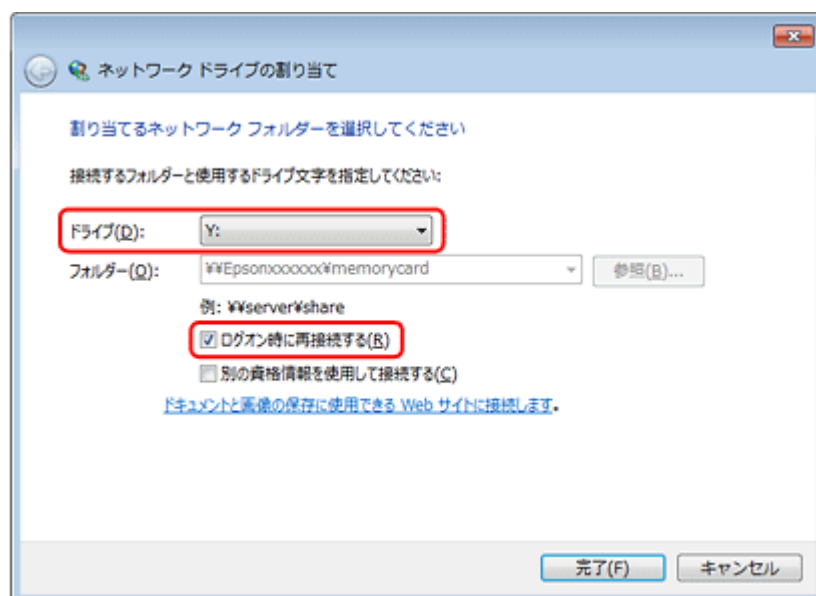 ネットワーク ドライブの割り当て
割り当てるネットワーク フォルダーを選択してください
接続するフォルダーと使用するドライブ文字を指定してください:
ドライブ(D): Y:
フォルダー(O): ¥¥Epsonxxxxxx¥memorycard 参照(B)...
例: ¥¥server¥share
ログオン時に再接続する(R)
別の資格情報を使用して接続する(C)
ドキュメントと画像の保存に使用できる Web サイトに接続します。
完了(F) キャンセル